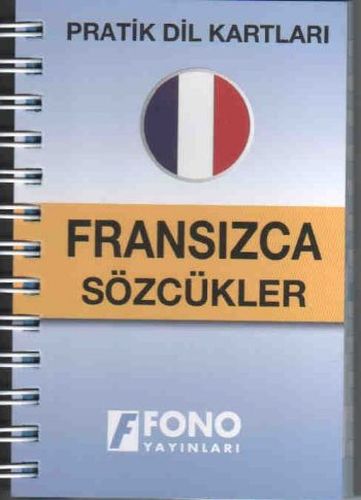 PRATİK DİL KARTLARI
FRANSIZCA
SÖZCÜKLER
F FONO
YAYINLARI